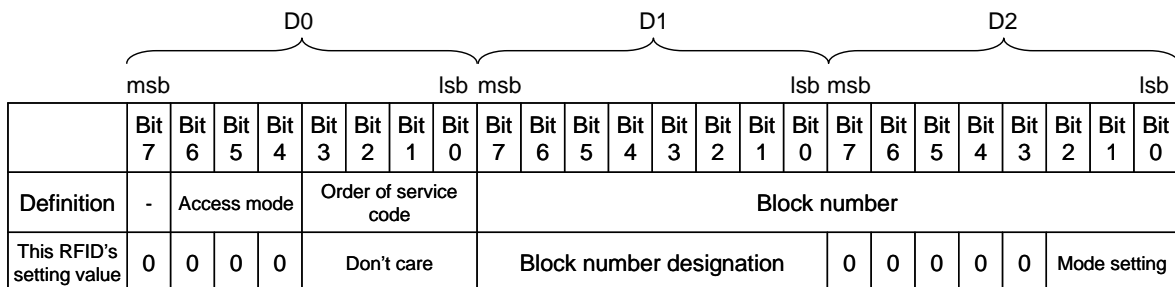 D0 D1 D2
msb lsb msb lsb msb lsb
Bit 7 Bit 6 Bit 5 Bit 4 Bit 3 Bit 2 Bit 1 Bit 0 Bit 7 Bit 6 Bit 5 Bit 4 Bit 3 Bit 2 Bit 1 Bit 0 Bit 7 Bit 6 Bit 5 Bit 4 Bit 3 Bit 2 Bit 1 Bit 0
Definition - Access mode Order of service code Block number
This RFID's setting value 0 0 0 0 Don't care Block number designation 0 0 0 0 0 Mode setting